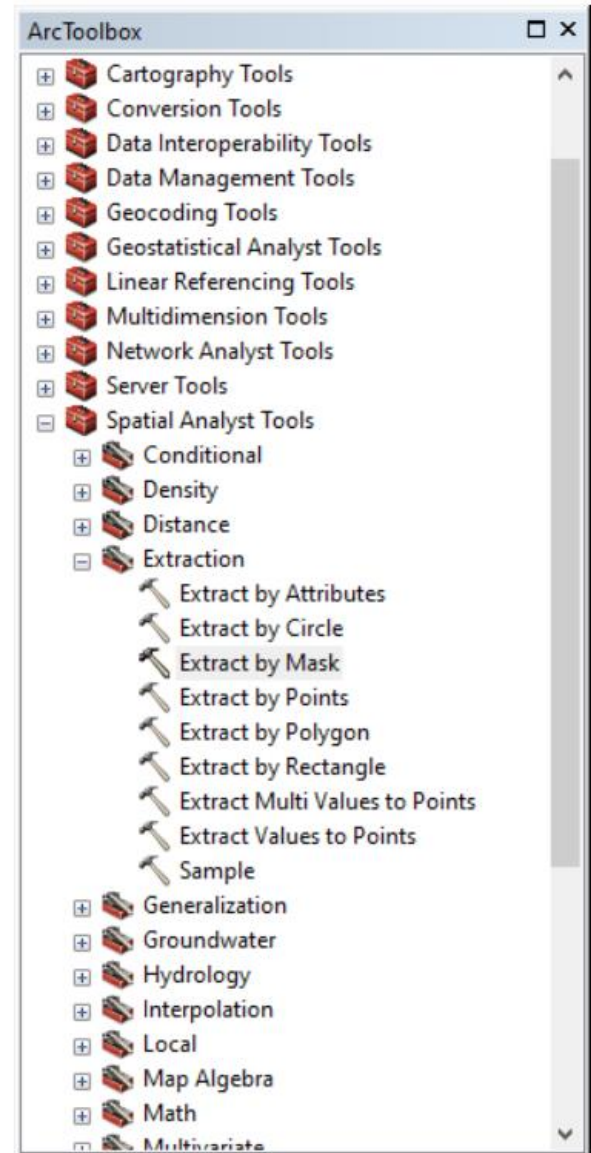 ArcToolbox
Cartography Tools
Conversion Tools
Data Interoperability Tools
Data Management Tools
Geocoding Tools
Geostatistical Analyst Tools
Linear Referencing Tools
Multidimension Tools
Network Analyst Tools
Server Tools
Spatial Analyst Tools
Conditional
Density
Distance
Extraction
Extract by Attributes
Extract by Circle
Extract by Mask
Extract by Points
Extract by Polygon
Extract by Rectangle
Extract Multi Values to Points
Extract Values to Points
Sample
Generalization
Groundwater
Hydrology
Interpolation
Local
Map Algebra
Math
Multivariate